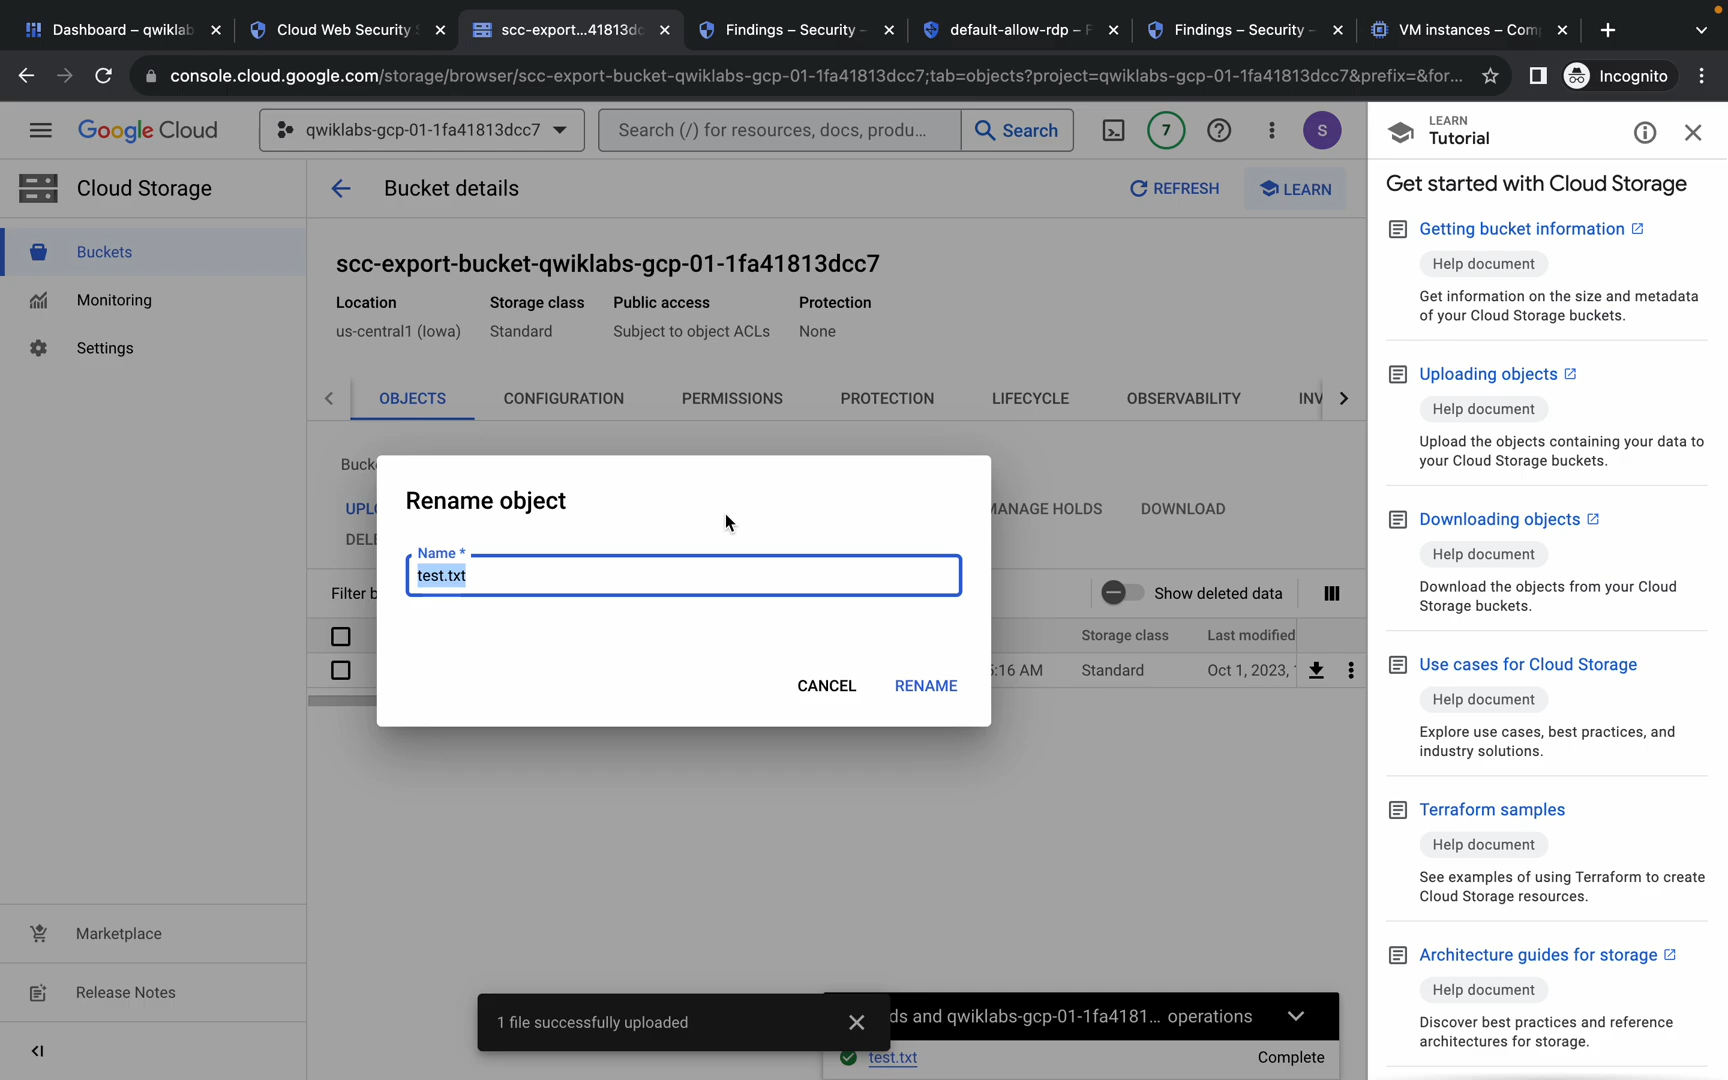 Dashboard – qwiklab
Cloud Web Security S
scc-export...41813dc
Findings – Security –
default-allow-rdp – F
Findings – Security –
VM instances – Com
console.cloud.google.com/storage/browser/scc-export-bucket-qwiklabs-gcp-01-1fa41813dcc7;tab=objects?project=qwiklabs-gcp-01-1fa41813dcc7&prefix=&for...
Incognito
Google Cloud
qwiklabs-gcp-01-1fa41813dcc7
Search (/) for resources, docs, produ...
Search
7
S
LEARN
Tutorial
Cloud Storage
Bucket details
REFRESH
LEARN
Buckets
Monitoring
Settings
Marketplace
Release Notes
scc-export-bucket-qwiklabs-gcp-01-1fa41813dcc7
Location
Storage class
Public access
Protection
us-central1 (Iowa)
Standard
Subject to object ACLs
None
OBJECTS
CONFIGURATION
PERMISSIONS
PROTECTION
LIFECYCLE
OBSERVABILITY
INV
Buck
UPLO
MANAGE HOLDS
DOWNLOAD
DELE
Filter b
Show deleted data
Storage class
Last modified
5:16 AM
Standard
Oct 1, 2023,
Rename object
Name *
test.txt
CANCEL
RENAME
1 file successfully uploaded
ds and qwiklabs-gcp-01-1fa4181... operations
test.txt
Complete
Get started with Cloud Storage
Getting bucket information
Help document
Get information on the size and metadata
of your Cloud Storage buckets.
Uploading objects
Help document
Upload the objects containing your data to
your Cloud Storage buckets.
Downloading objects
Help document
Download the objects from your Cloud
Storage buckets.
Use cases for Cloud Storage
Help document
Explore use cases, best practices, and
industry solutions.
Terraform samples
Help document
See examples of using Terraform to create
Cloud Storage resources.
Architecture guides for storage
Help document
Discover best practices and reference
architectures for storage.